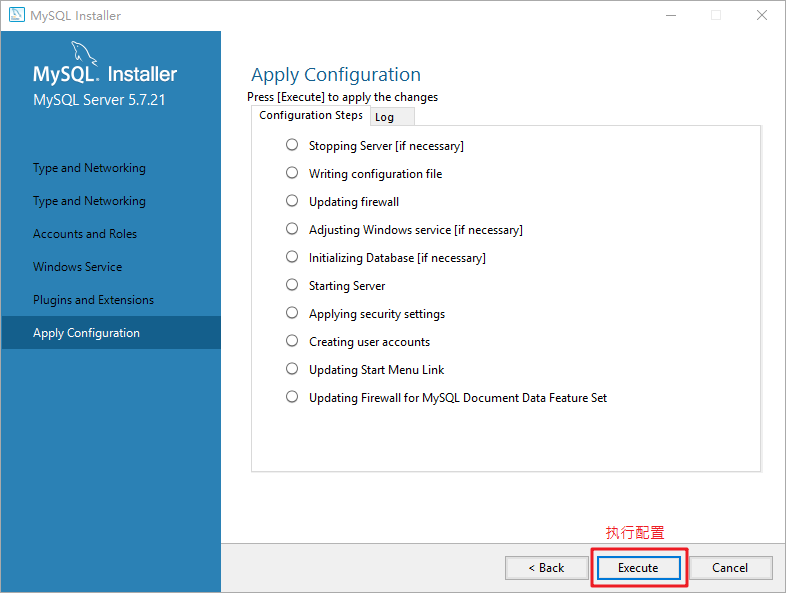 MySQL Installer
MySQL. Installer
MySQL Server 5.7.21
Type and Networking
Type and Networking
Accounts and Roles
Windows Service
Plugins and Extensions
Apply Configuration
Apply Configuration
Press [Execute] to apply the changes
Configuration Steps
Log
Stopping Server [if necessary]
Writing configuration file
Updating firewall
Adjusting Windows service [if necessary]
Initializing Database [if necessary]
Starting Server
Applying security settings
Creating user accounts
Updating Start Menu Link
Updating Firewall for MySQL Document Data Feature Set
执行配置
< Back
Execute
Cancel